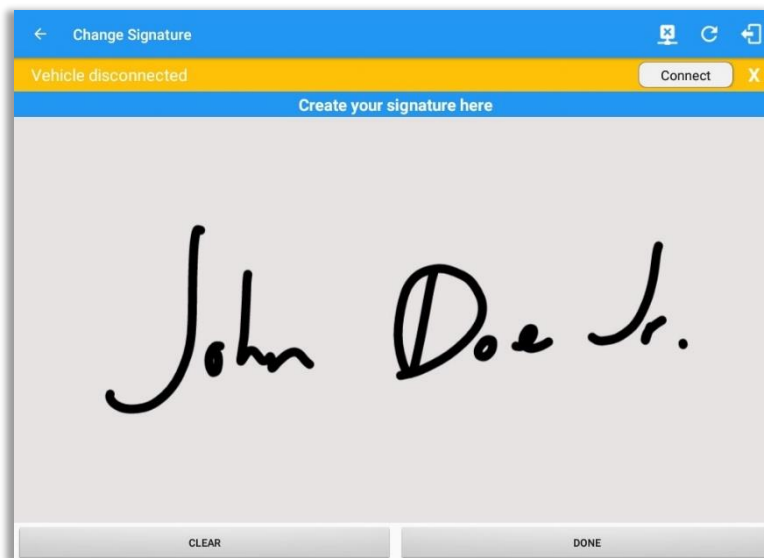 Change Signature
Vehicle disconnected Connect X
Create your signature here
John Doe Jr.
CLEAR DONE